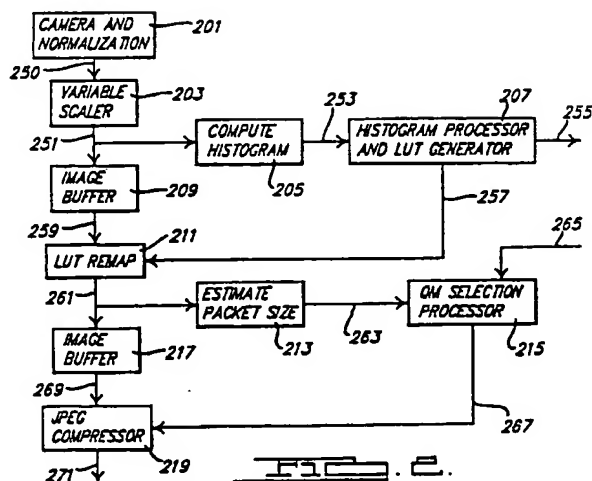 CAMERA AND
NORMALIZATION
201
250
VARIABLE
SCALER
203
207
253
255
251
COMPUTE
HISTOGRAM
HISTOGRAM PROCESSOR
AND LUT GENERATOR
205
IMAGE
BUFFER
209
257
259
265
211
LUT REMAP
261
ESTIMATE
PACKET SIZE
QM SELECTION
PROCESSOR
213
263
215
IMAGE
BUFFER
217
269
JPEG
COMPRESSOR
267
219
271
FIG. 2.